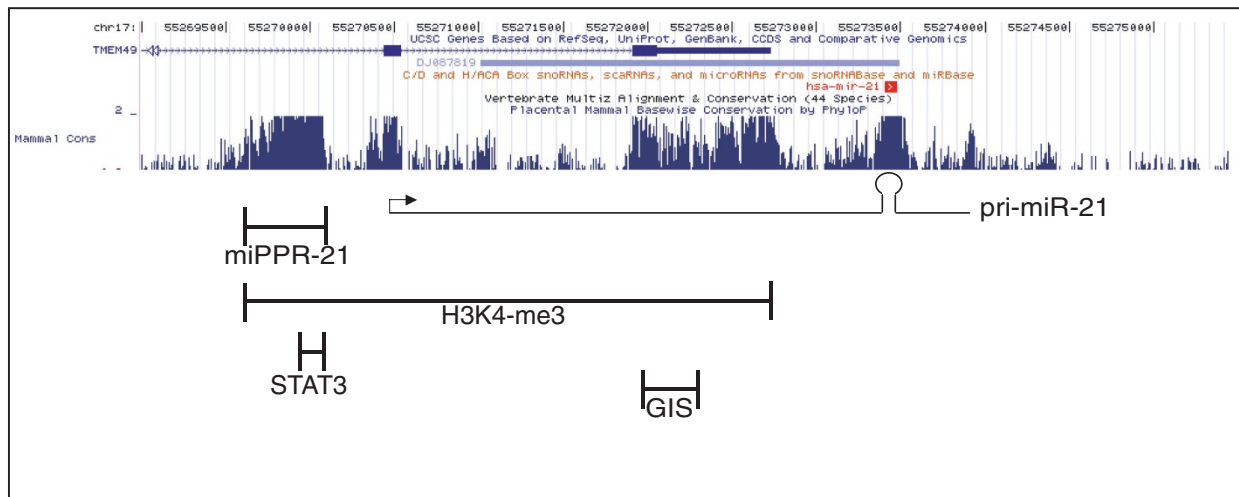 chr17: 55269500 55270000 55270500 55271000 55271500 55272000 55272500 55273000 55273500 55274000 55274500 55275000
UCSC Genes Based on RefSeq, UniProt, GenBank, CCDS and Comparative Genomics
TMEM49
DJ087819
C/D and H/ACA Box snoRNAs, scaRNAs, and microRNAs from snoRNABase and miRBase
hsa-mir-21
Vertebrate Multiz Alignment & Conservation (44 Species)
Placental Mammal Basewise Conservation by PhyloP
2
Mammal Cons
pri-miR-21
miPPR-21
H3K4-me3
STAT3
GIS